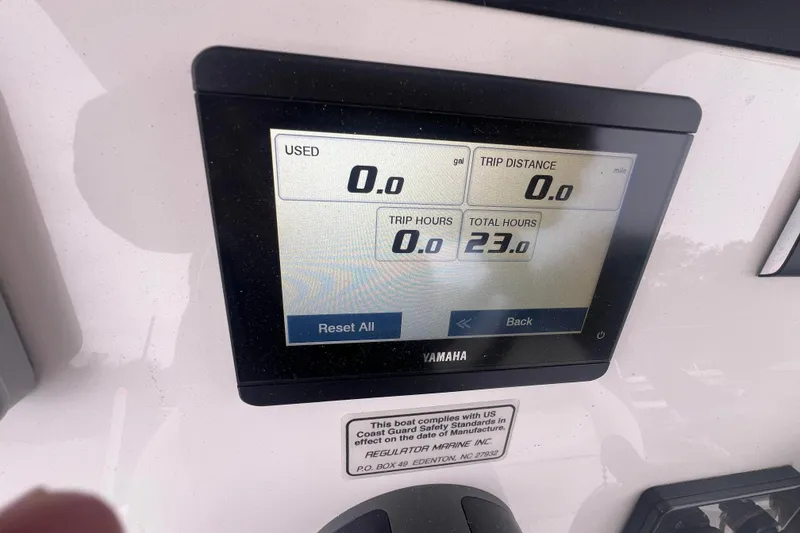 USED
gal
0.0
TRIP DISTANCE
mile
0.0
TRIP HOURS
0.0
TOTAL HOURS
23.0
Reset All
Back
YAMAHA
This boat complies with US
Coast Guard Safety Standards in
effect on the date of Manufacture.
REGULATOR MARINE INC.
P.O. BOX 49 EDENTON, NC 27932